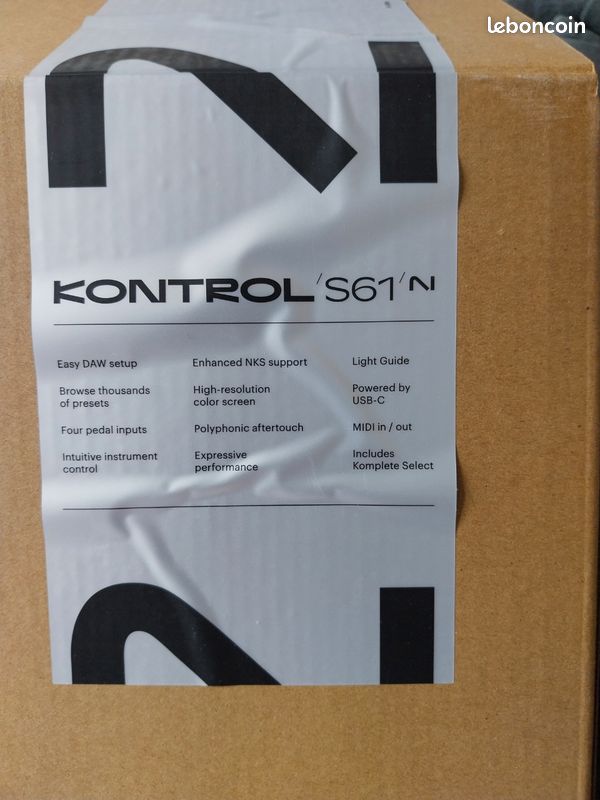 leboncoin
KONTROL /S61/
Easy DAW setup
Enhanced NKS support
Light Guide
Browse thousands
of presets
High-resolution
color screen
Powered by
USB-C
Four pedal inputs
Polyphonic aftertouch
MIDI in / out
Intuitive instrument
control
Expressive
performance
Includes
Komplete Select